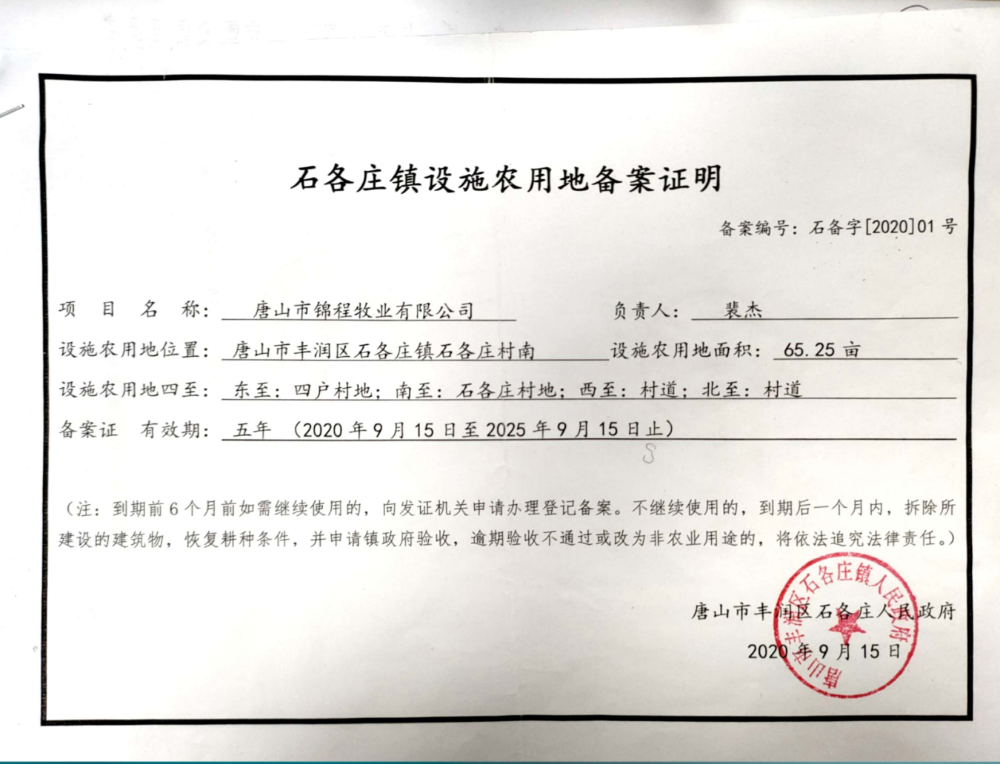 石各庄镇设施农用地备案证明
备案编号：石备字[2020]01 号
项 目 名 称： 唐山市锦程牧业有限公司 负责人： 裴杰
设施农用地位置： 唐山市丰润区石各庄镇石各庄村南 设施农用地面积： 65.25 亩
设施农用地四至： 东至：四户村地；南至：石各庄村地；西至：村道；北至：村道
备案证 有效期： 五年 （2020 年 9 月 15 日至 2025 年 9 月 15 日止）
（注：到期前 6 个月前如需继续使用的，向发证机关申请办理登记备案。不继续使用的，到期后一个月内，拆除所
建设的建筑物，恢复耕种条件，并申请镇政府验收，逾期验收不通过或改为非农业用途的，将依法追究法律责任。）
唐山市丰润区石各庄人民政府
2020 年 9 月 15 日
唐山市丰润区石各庄镇人民政府